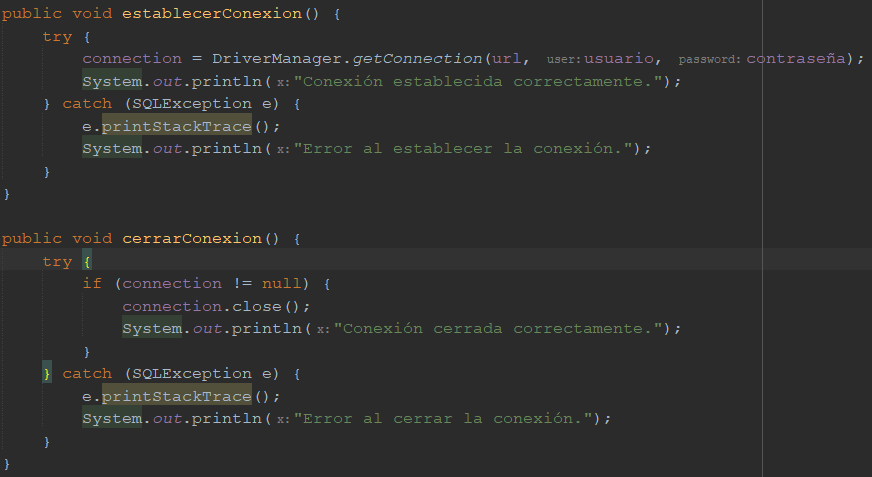 public void establecerConexion() {
    try {
        connection = DriverManager.getConnection(url, user: usuario, password: contraseña);
        System.out.println( x: "Conexión establecida correctamente.");
    } catch (SQLException e) {
        e.printStackTrace();
        System.out.println( x: "Error al establecer la conexión.");
    }
}
public void cerrarConexion() {
    try {
        if (connection != null) {
            connection.close();
            System.out.println( x: "Conexión cerrada correctamente.");
        }
    } catch (SQLException e) {
        e.printStackTrace();
        System.out.println( x: "Error al cerrar la conexión.");
    }
}